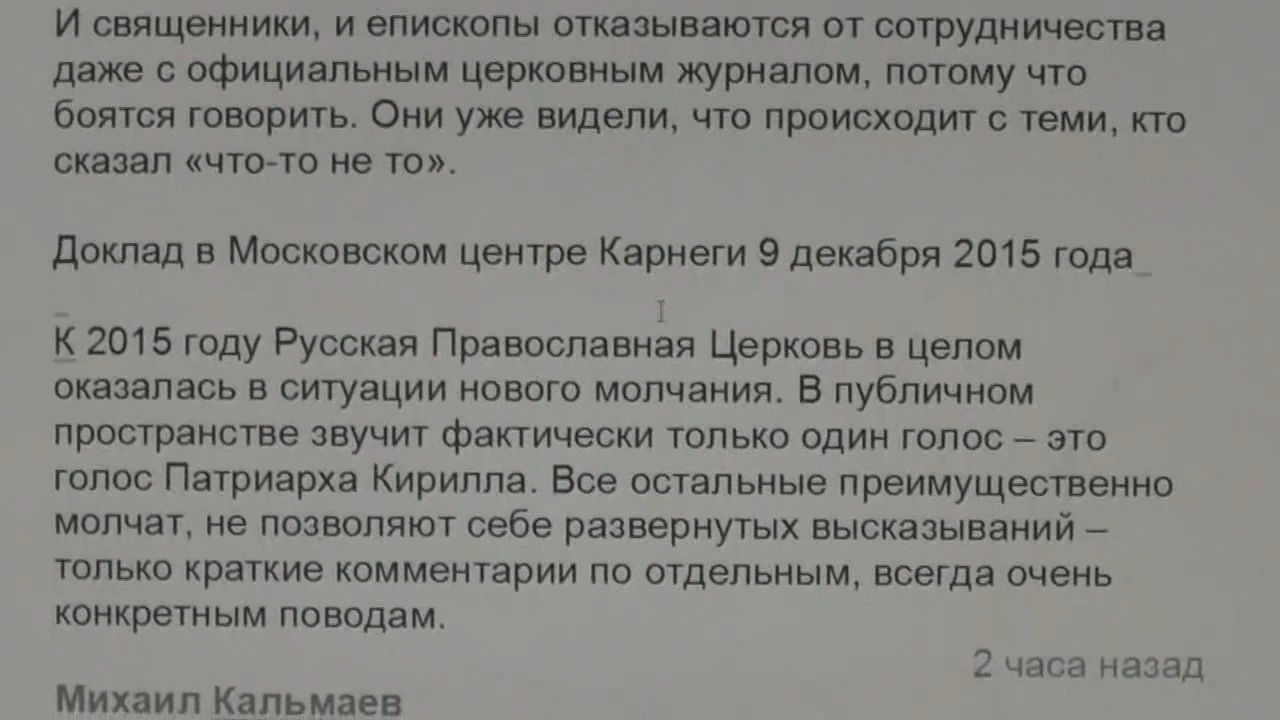 И священники, и епископы отказываются от сотрудничества
даже с официальным церковным журналом, потому что
боятся говорить. Они уже видели, что происходит с теми, кто
сказал «что-то не то».
Доклад в Московском центре Карнеги 9 декабря 2015 года
К 2015 году Русская Православная Церковь в целом
оказалась в ситуации нового молчания. В публичном
пространстве звучит фактически только один голос – это
голос Патриарха Кирилла. Все остальные преимущественно
молчат, не позволяют себе развернутых высказываний –
только краткие комментарии по отдельным, всегда очень
конкретным поводам.
2 часа назад
Михаил Кальмаев